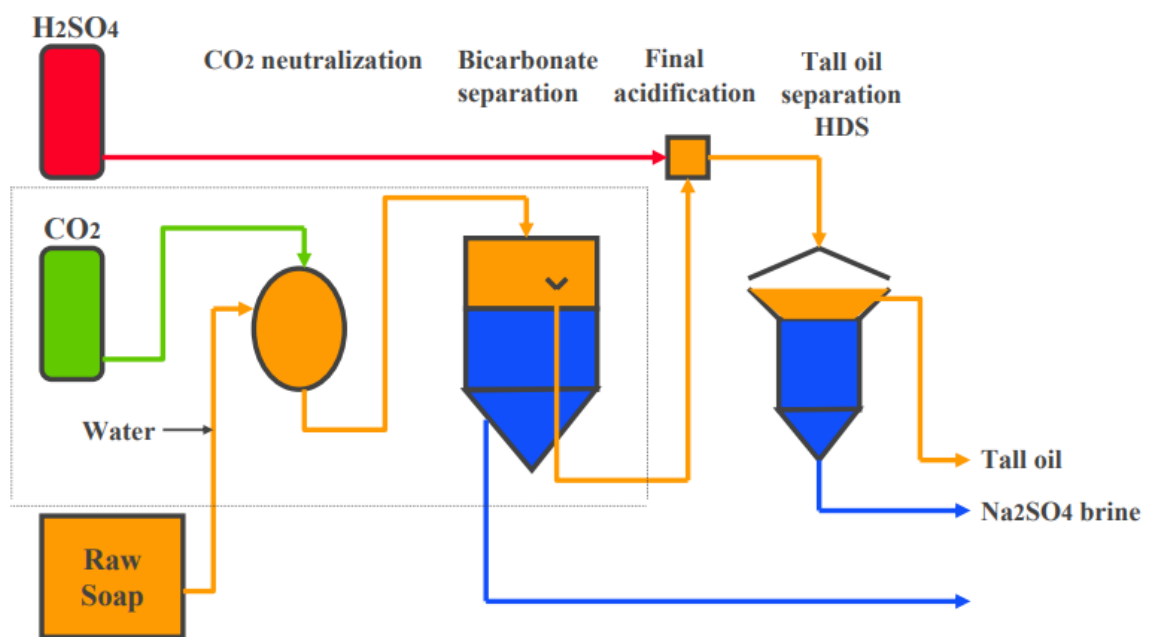 H2SO4
CO2 neutralization
Bicarbonate
separation
Final
acidification
Tall oil
separation
HDS
CO2
Water
Raw
Soap
Tall oil
Na2SO4 brine